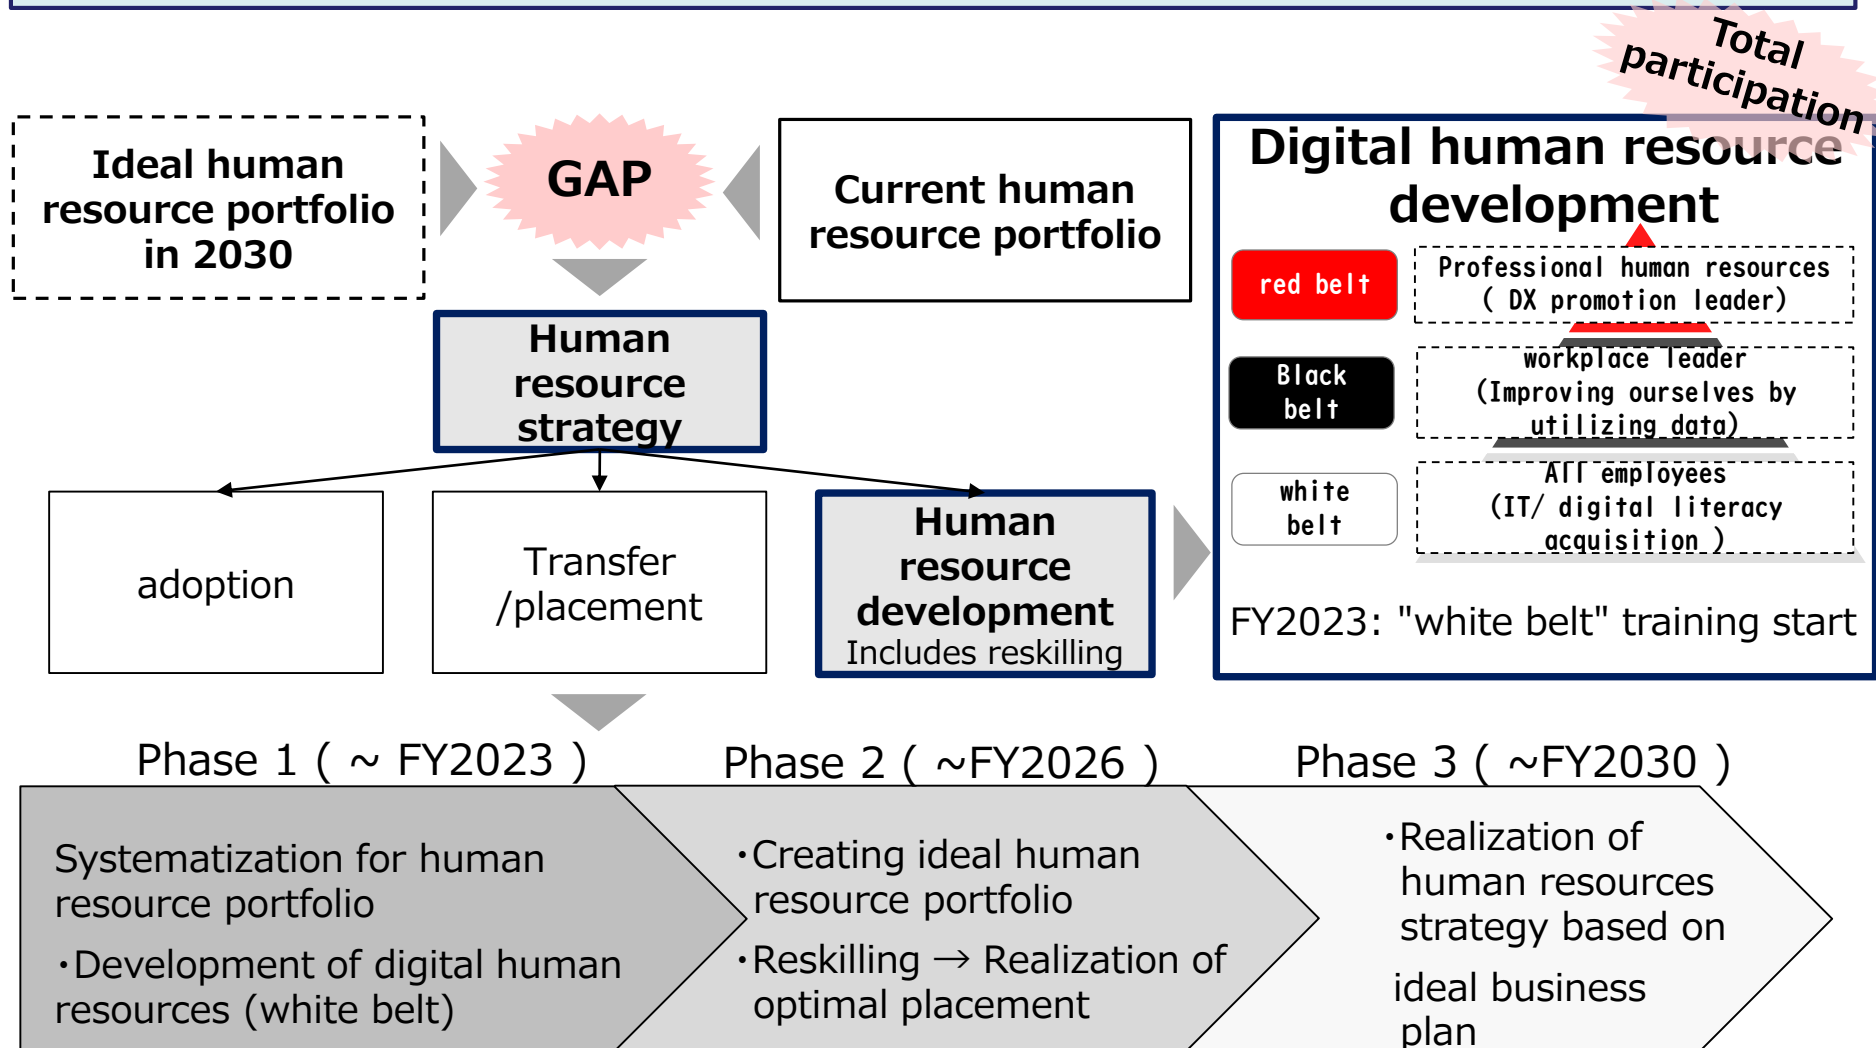 Total
participation
Ideal human
resource portfolio
in 2030
GAP
Current human
resource portfolio
Digital human resource
development
red belt
Professional human resources
( DX promotion leader)
Black
belt
workplace leader
(Improving ourselves by
utilizing data)
white
belt
All employees
(IT/ digital literacy
acquisition )
FY2023: "white belt" training start
Human
resource
strategy
adoption
Transfer
/placement
Human
resource
development
Includes reskilling
Phase 1 ( ~ FY2023 )
Phase 2 ( ~FY2026 )
Phase 3 ( ~FY2030 )
Systematization for human
resource portfolio
・Development of digital human
resources (white belt)
・Creating ideal human
resource portfolio
・Reskilling → Realization of
optimal placement
・Realization of
human resources
strategy based on
ideal business
plan